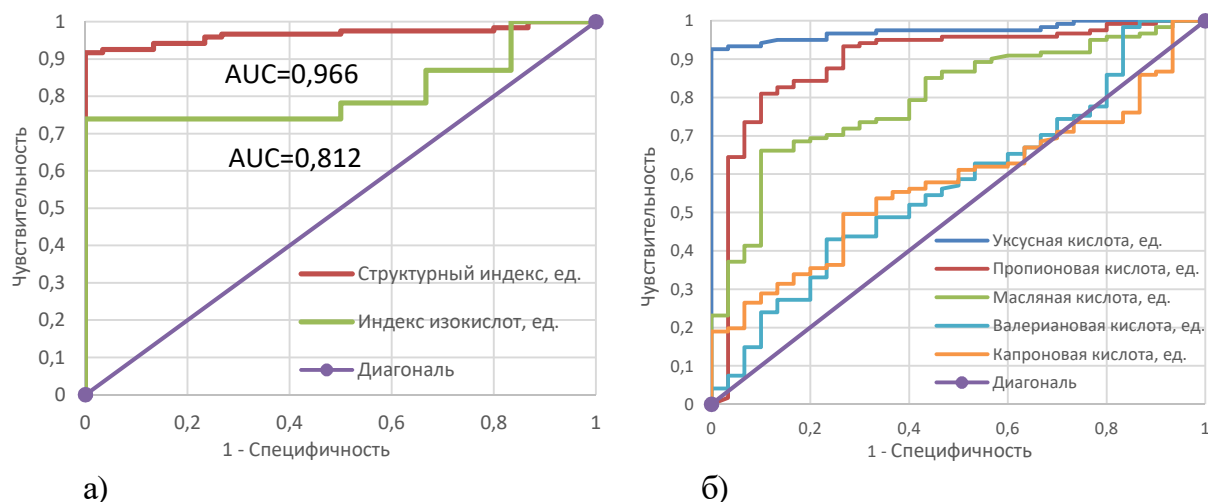 1
0,9
0,8
0,7
0,6
0,5
0,4
0,3
0,2
0,1
0
Чувствительность
AUC=0,966
AUC=0,812
Структурный индекс, ед.
Индекс изокислот, ед.
Диагональ
0 0,2 0,4 0,6 0,8 1
1 - Специфичность
а)
1
0,9
0,8
0,7
0,6
0,5
0,4
0,3
0,2
0,1
0
Чувствительность
Уксусная кислота, ед.
Пропионовая кислота, ед.
Масляная кислота, ед.
Валериановая кислота, ед.
Капроновая кислота, ед.
Диагональ
0 0,2 0,4 0,6 0,8 1
1 - Специфичность
б)